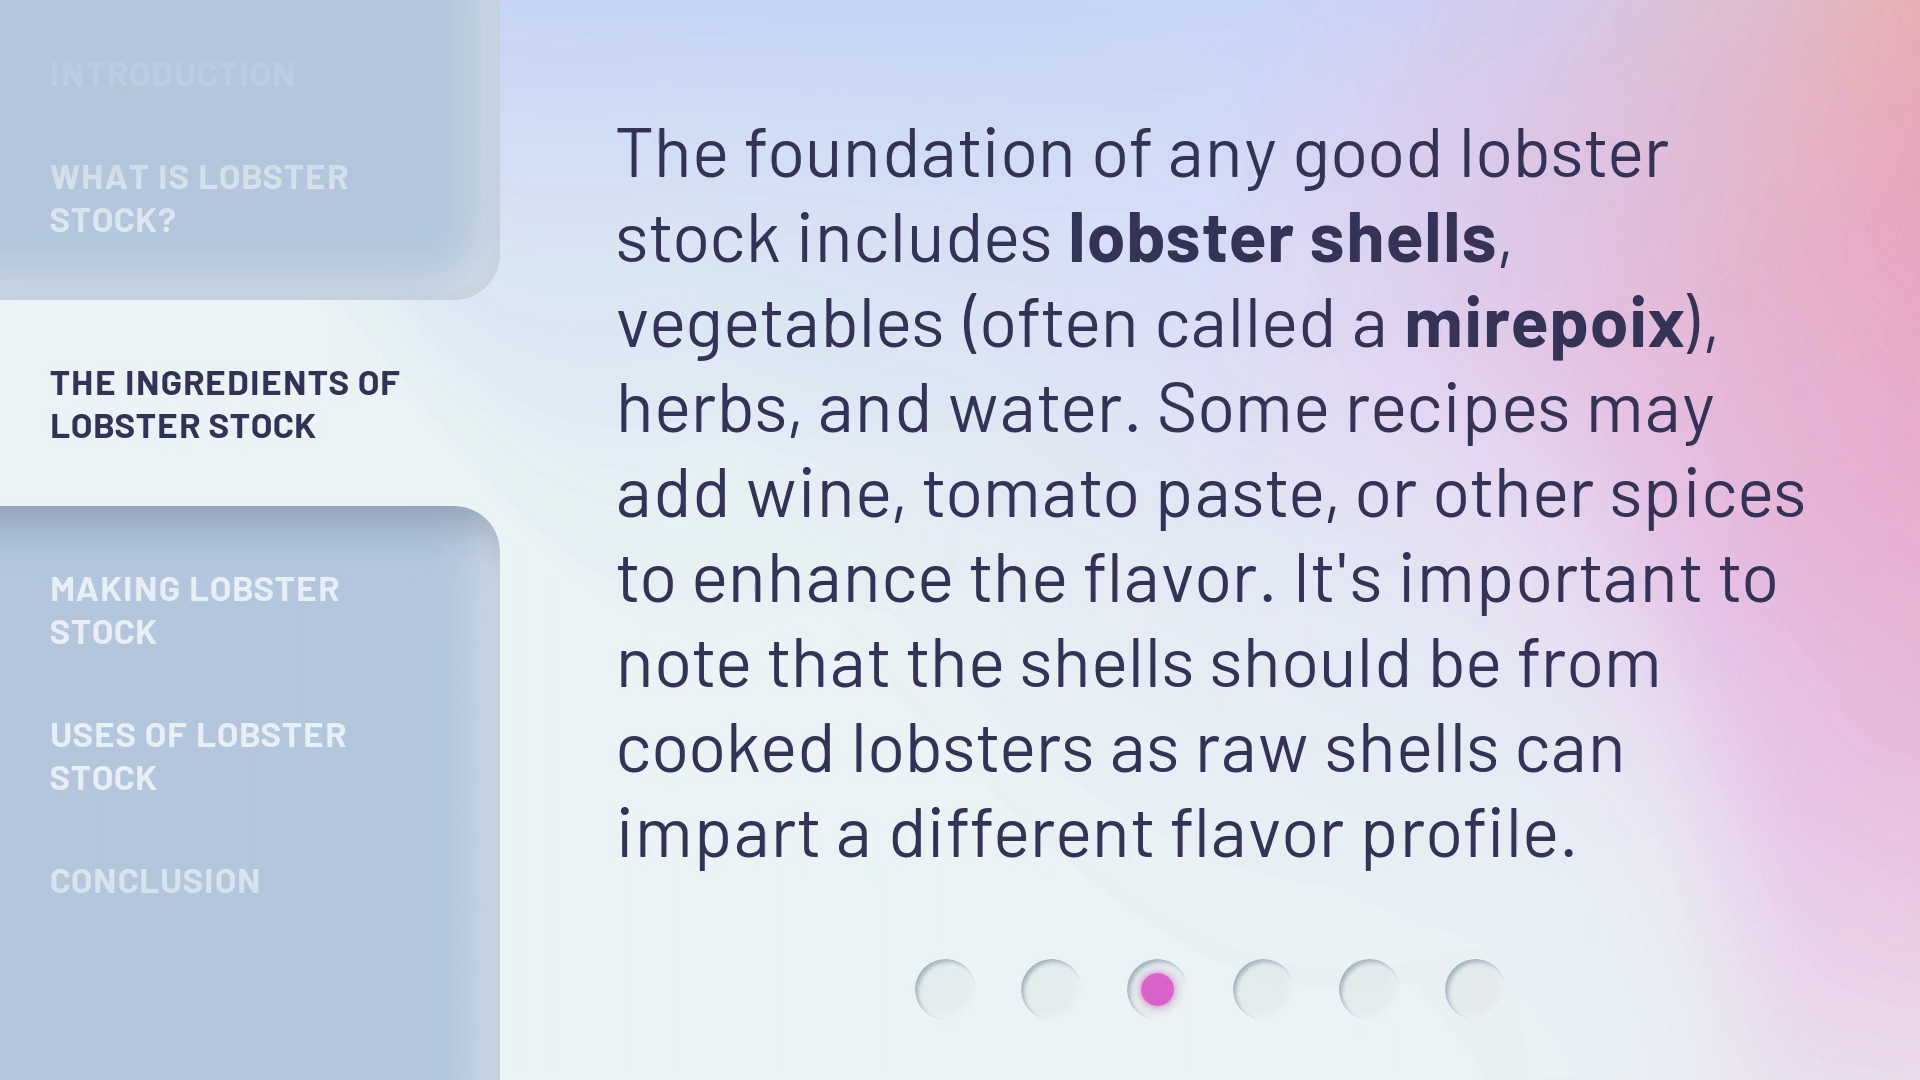 INTRODUCTION
WHAT IS LOBSTER
STOCK?
THE INGREDIENTS OF
LOBSTER STOCK
MAKING LOBSTER
STOCK
USES OF LOBSTER
STOCK
CONCLUSION
The foundation of any good lobster
stock includes lobster shells,
vegetables (often called a mirepoix),
herbs, and water. Some recipes may
add wine, tomato paste, or other spices
to enhance the flavor. It's important to
note that the shells should be from
cooked lobsters as raw shells can
impart a different flavor profile.